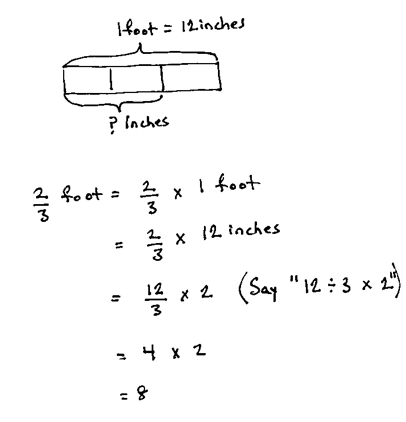 1 foot = 12 inches
? inches
2/3 foot = 2/3 x 1 foot
= 2/3 x 12 inches
= 12/3 x 2 (Say "12 ÷ 3 x 2")
= 4 x 2
= 8